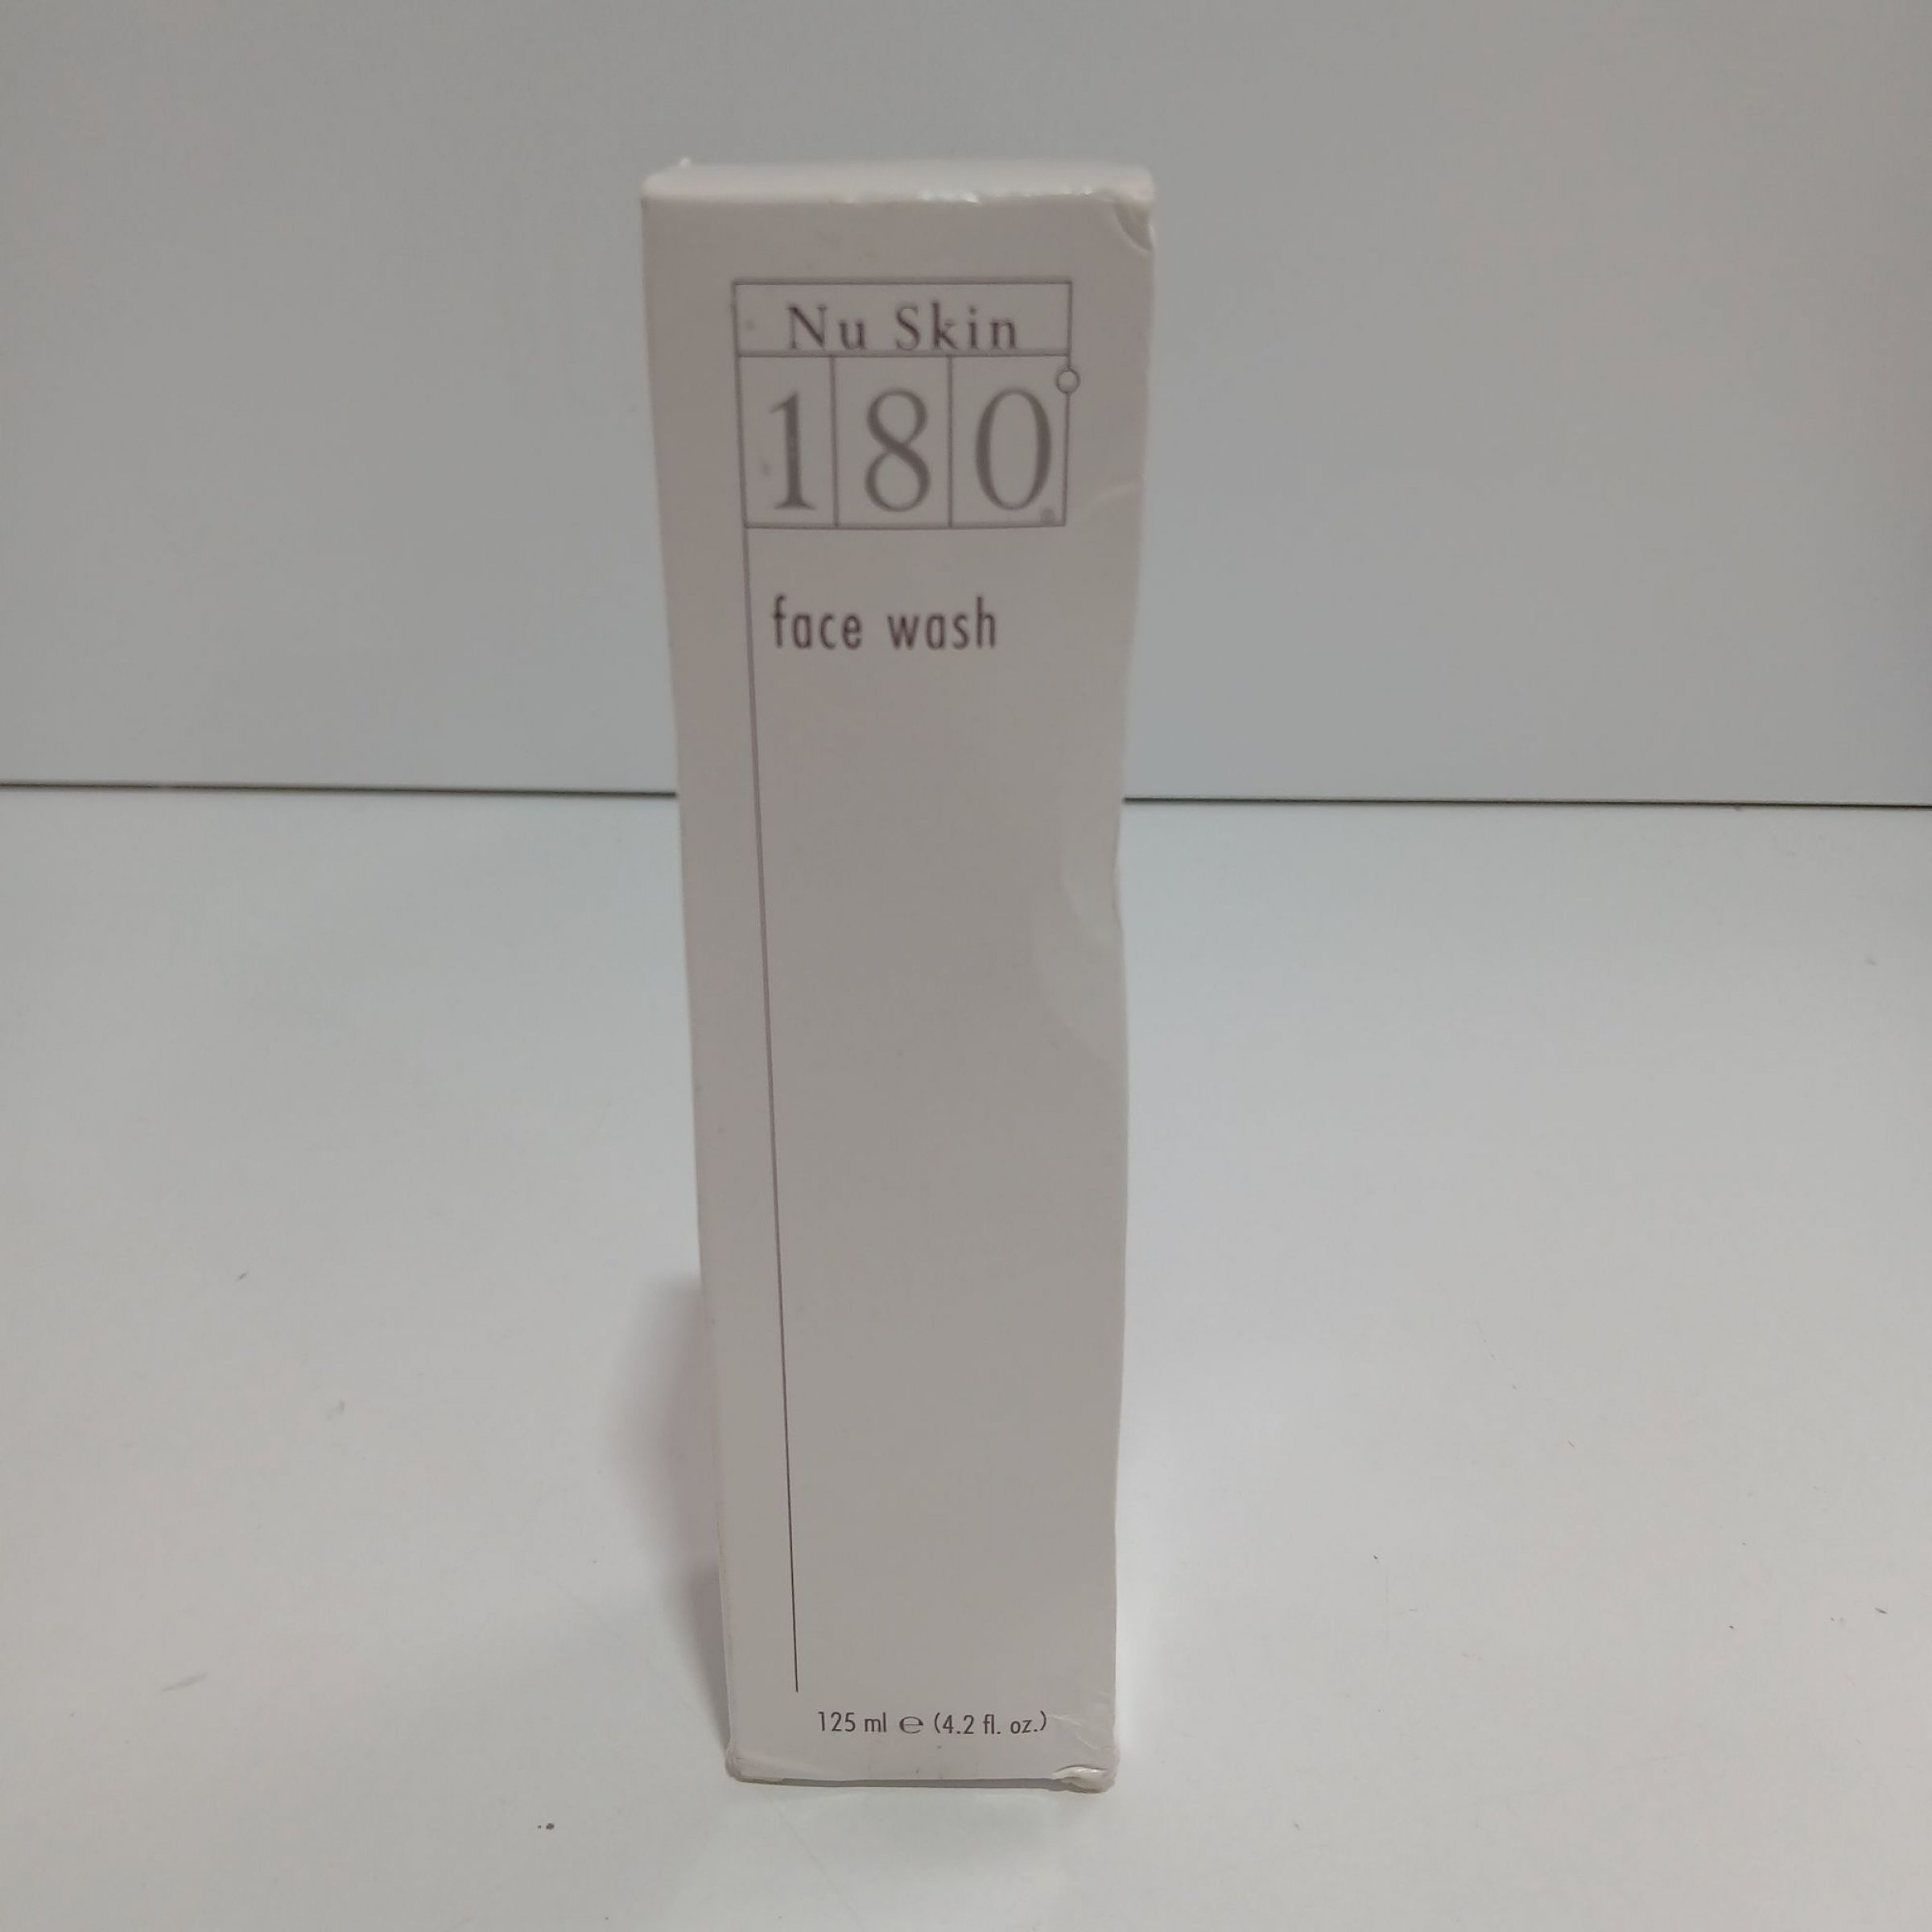 Nu Skin
180°®
face wash
125 ml ℮ (4.2 fl. oz.)